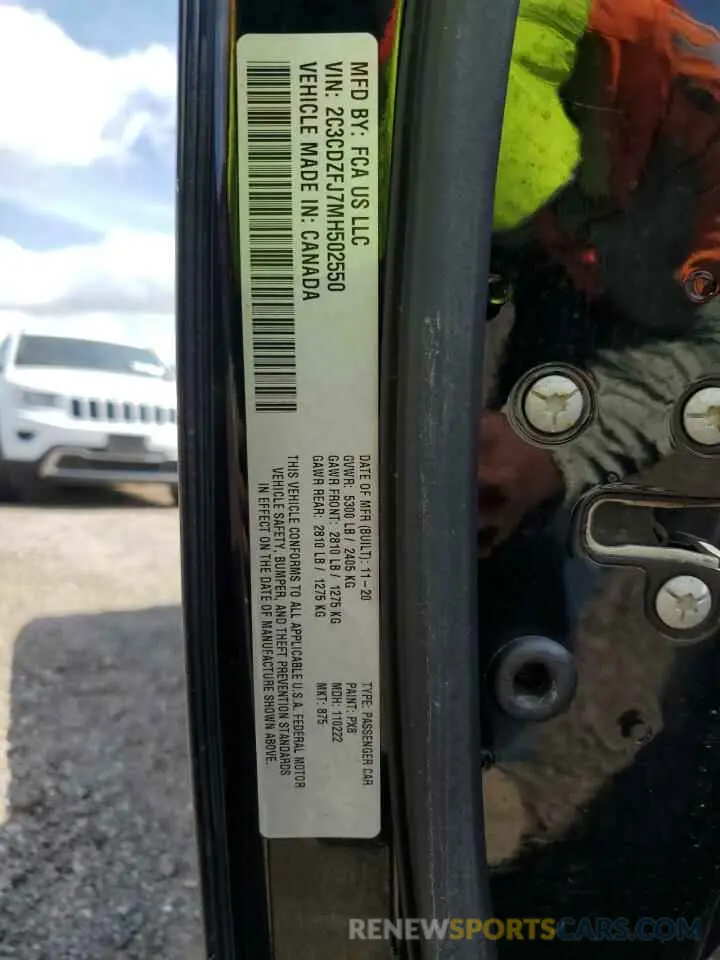 MFD BY: FCA US LLC
VIN: 2C3CDZFJ7MH502550
VEHICLE MADE IN: CANADA
DATE OF MFR (BUILT): 11-20
GVWR: 5300 LB / 2405 KG
GAWR FRONT: 2810 LB / 1275 KG
GAWR REAR: 2810 LB / 1275 KG
TYPE: PASSENGER CAR
PAINT: PX8
MDH: 110222
MKT: 875
THIS VEHICLE CONFORMS TO ALL APPLICABLE U.S.A. FEDERAL MOTOR
VEHICLE SAFETY, BUMPER, AND THEFT PREVENTION STANDARDS
IN EFFECT ON THE DATE OF MANUFACTURE SHOWN ABOVE.
RENEWSPORTSCARS.COM